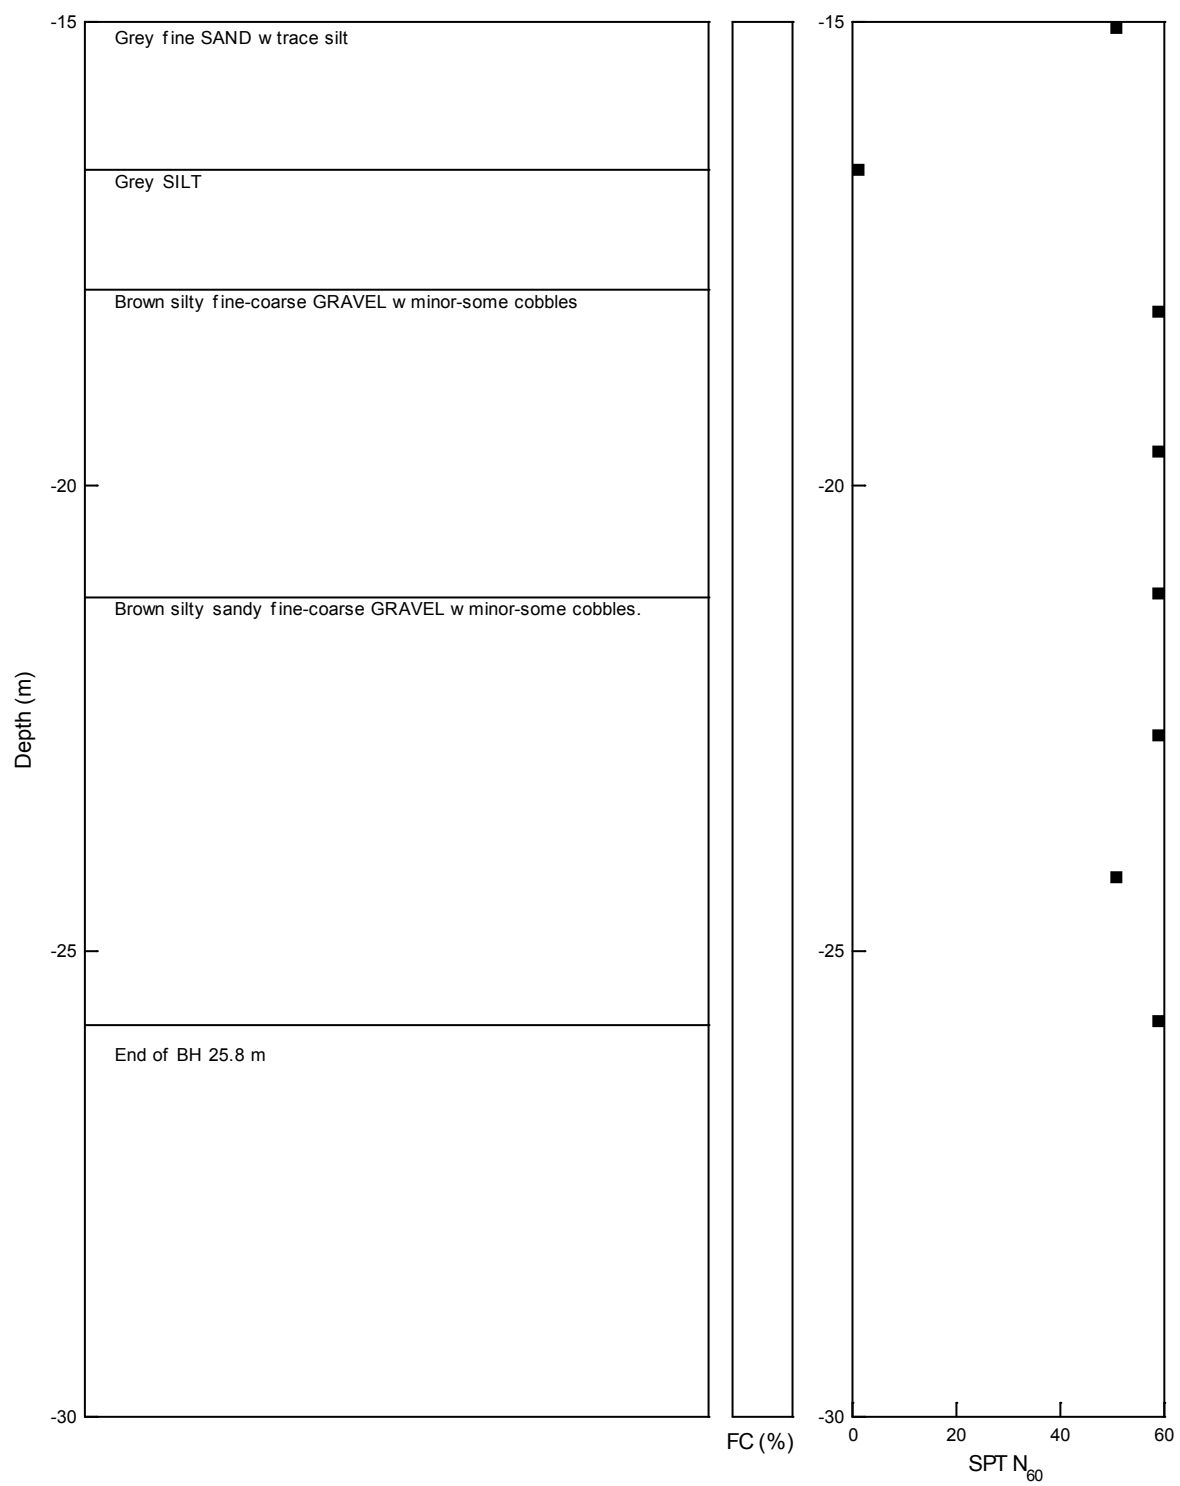 -15
Grey fine SAND w trace silt
Grey SILT
Brown silty fine-coarse GRAVEL w minor-some cobbles
-20
Brown silty sandy fine-coarse GRAVEL w minor-some cobbles.
Depth (m)
-25
End of BH 25.8 m
-30
FC (%)
-15
-20
-25
-30
0 20 40 60
SPT N60